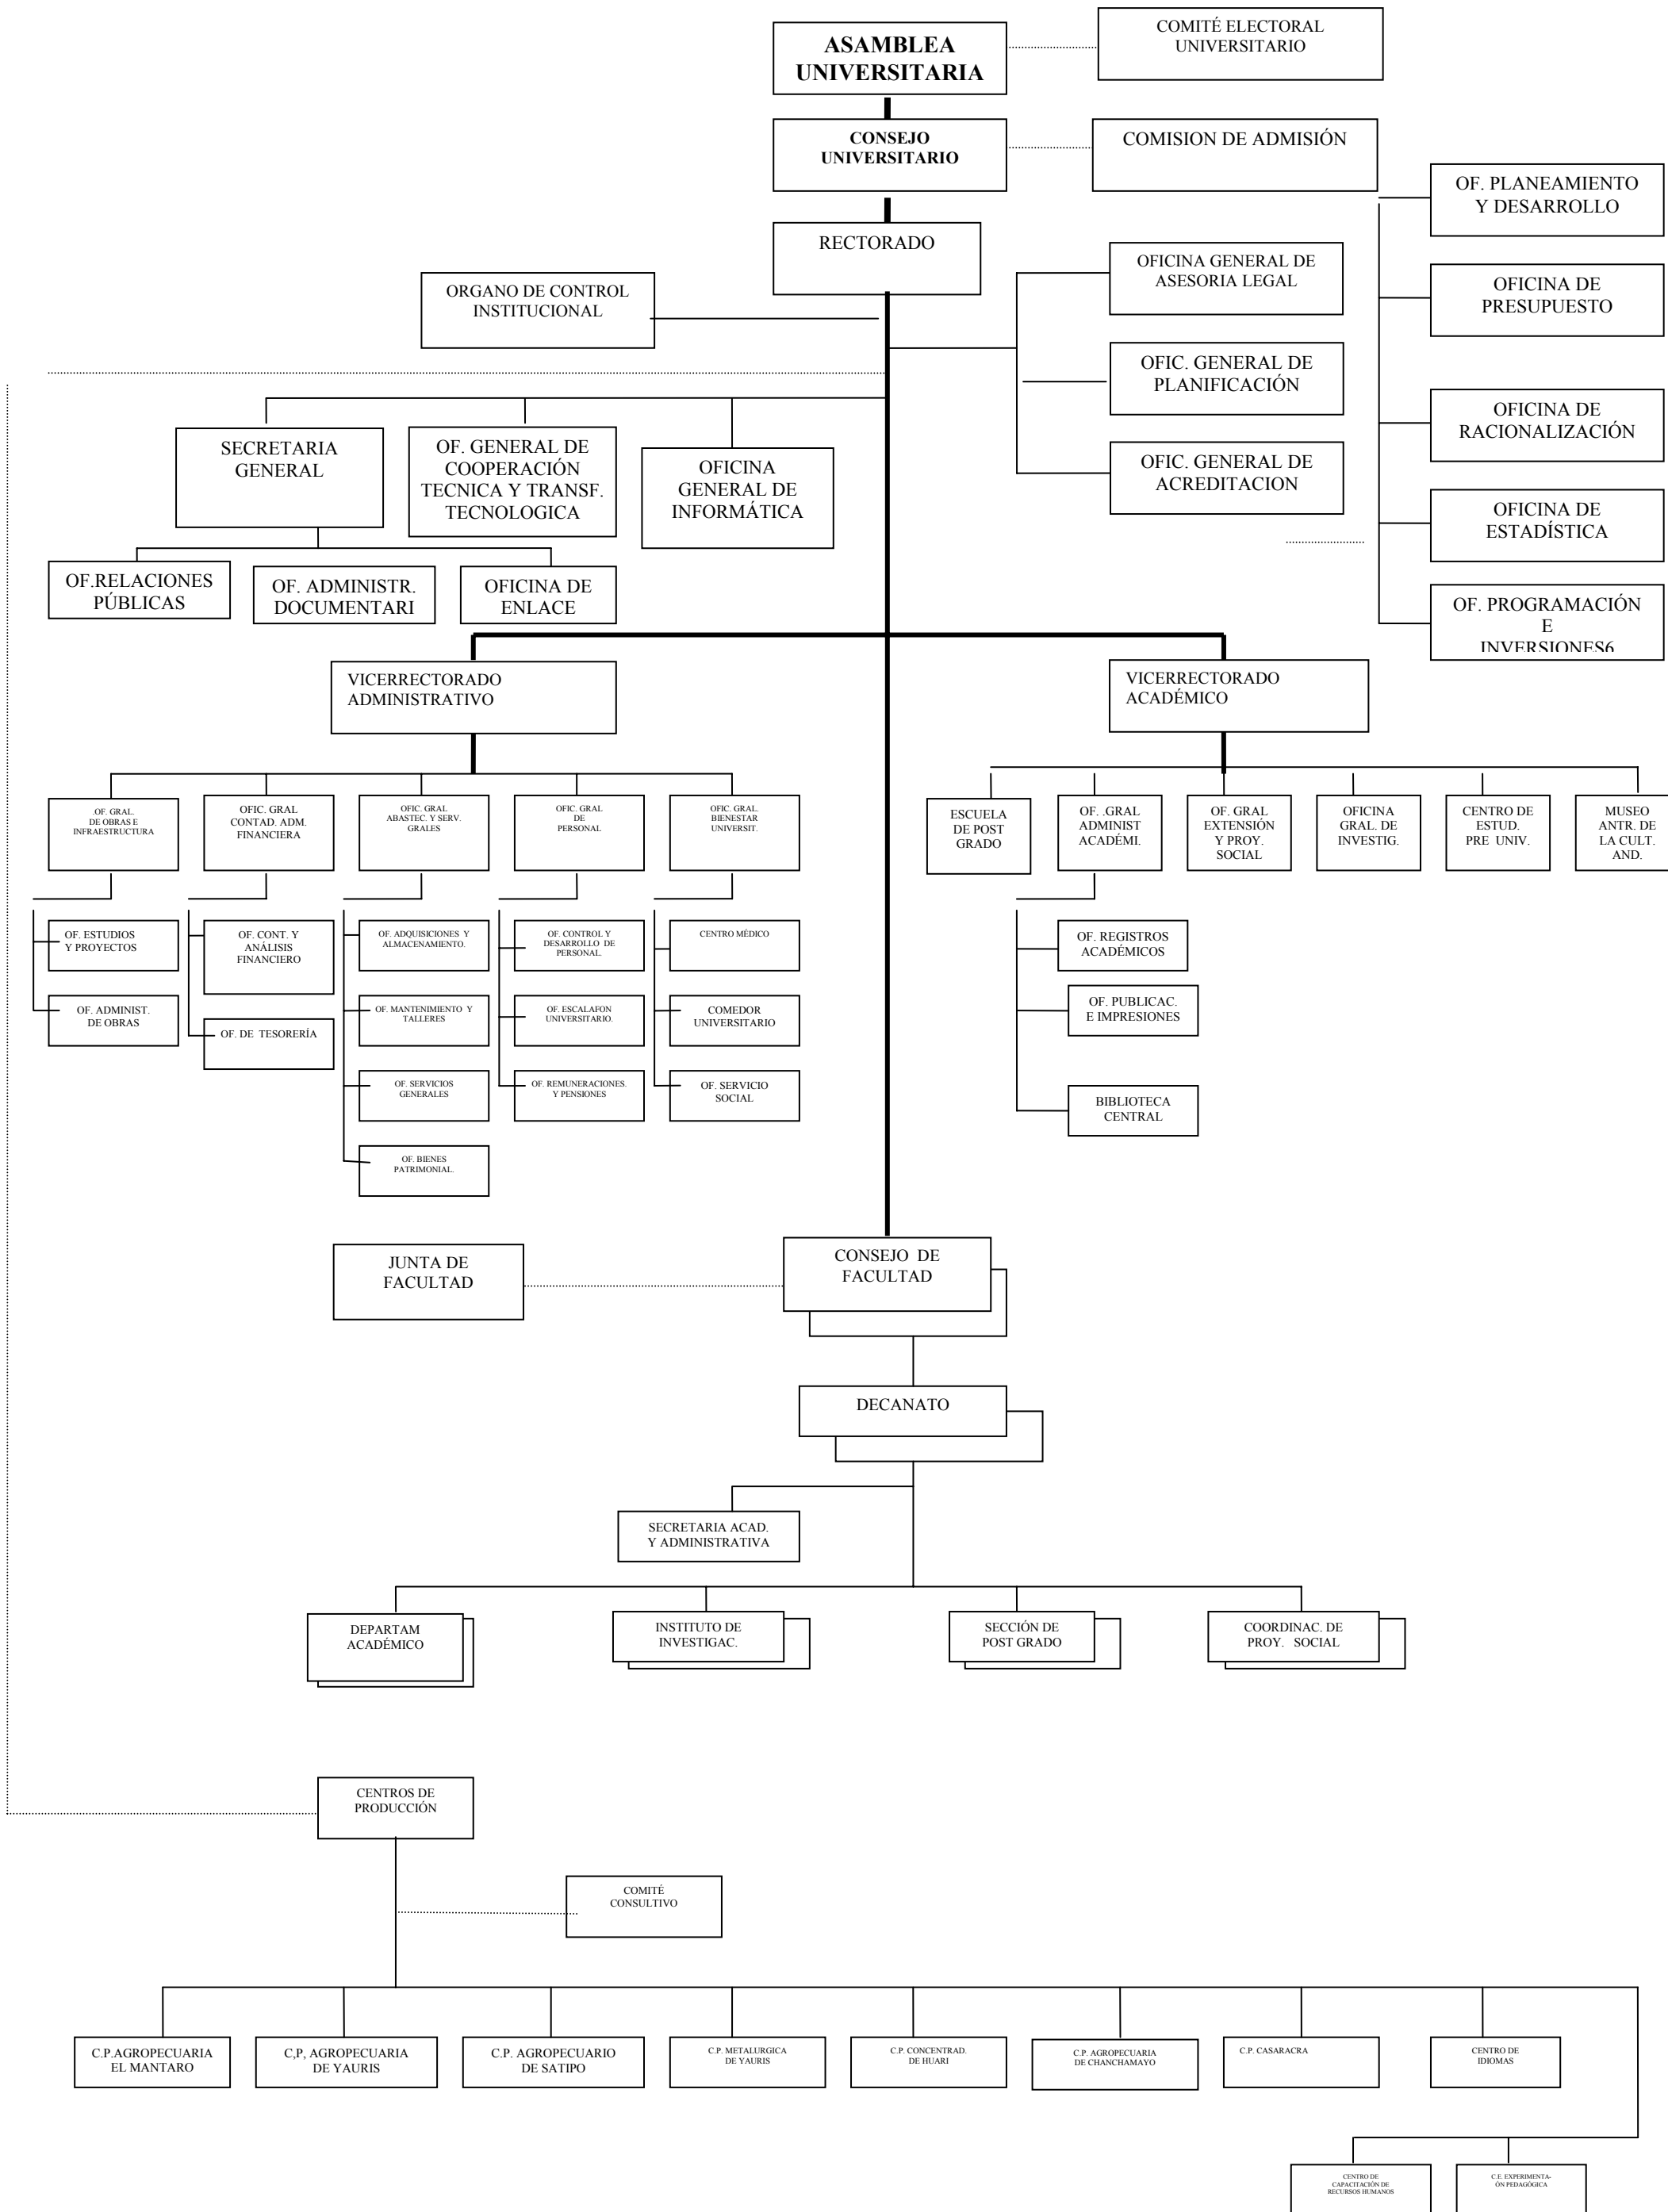 ASAMBLEA
UNIVERSITARIA
COMITÉ ELECTORAL
UNIVERSITARIO
CONSEJO
UNIVERSITARIO
COMISION DE ADMISIÓN
OF. PLANEAMIENTO
Y DESARROLLO
RECTORADO
OFICINA GENERAL DE
ASESORIA LEGAL
ORGANO DE CONTROL
INSTITUCIONAL
OFICINA DE
PRESUPUESTO
OFIC. GENERAL DE
PLANIFICACIÓN
OFICINA DE
RACIONALIZACIÓN
SECRETARIA
GENERAL
OF. GENERAL DE
COOPERACIÓN
TECNICA Y TRANSF.
TECNOLOGICA
OFICINA
GENERAL DE
INFORMÁTICA
OFIC. GENERAL DE
ACREDITACION
OFICINA DE
ESTADÍSTICA
OF.RELACIONES
PÚBLICAS
OF. ADMINISTR.
DOCUMENTARI
OFICINA DE
ENLACE
OF. PROGRAMACIÓN
E
INVERSIONES6
VICERRECTORADO
ADMINISTRATIVO
VICERRECTORADO
ACADÉMICO
.OF. GRAL.
DE OBRAS E
INFRAESTRUCTURA
OFIC. GRAL
CONTAD. ADM.
FINANCIERA
OFIC. GRAL
ABASTEC. Y SERV.
GRALES
OFIC. GRAL
DE
PERSONAL
OFIC. GRAL.
BIENESTAR
UNIVERSIT.
ESCUELA
DE POST
GRADO
OF. .GRAL
ADMINIST
ACADÉMI.
OF. GRAL
EXTENSIÓN
Y PROY.
SOCIAL
OFICINA
GRAL. DE
INVESTIG.
CENTRO DE
ESTUD.
PRE UNIV.
MUSEO
ANTR. DE
LA CULT.
AND.
OF. ESTUDIOS
Y PROYECTOS
OF. CONT. Y
ANÁLISIS
FINANCIERO
OF. ADQUISICIONES Y
ALMACENAMIENTO.
OF. CONTROL Y
DESARROLLO DE
PERSONAL.
CENTRO MÉDICO
OF. REGISTROS
ACADÉMICOS
OF. ADMINIST.
DE OBRAS
OF. DE TESORERÍA
OF. MANTENIMIENTO Y
TALLERES
OF. ESCALAFON
UNIVERSITARIO.
COMEDOR
UNIVERSITARIO
OF. PUBLICAC.
E IMPRESIONES
OF. SERVICIOS
GENERALES
OF. REMUNERACIONES.
Y PENSIONES
OF. SERVICIO
SOCIAL
BIBLIOTECA
CENTRAL
OF. BIENES
PATRIMONIAL.
JUNTA DE
FACULTAD
CONSEJO DE
FACULTAD
DECANATO
SECRETARIA ACAD.
Y ADMINISTRATIVA
DEPARTAM
ACADÉMICO
INSTITUTO DE
INVESTIGAC.
SECCIÓN DE
POST GRADO
COORDINAC. DE
PROY. SOCIAL
CENTROS DE
PRODUCCIÓN
COMITÉ
CONSULTIVO
C.P.AGROPECUARIA
EL MANTARO
C,P, AGROPECUARIA
DE YAURIS
C.P. AGROPECUARIO
DE SATIPO
C.P. METALURGICA
DE YAURIS
C.P. CONCENTRAD.
DE HUARI
C.P. AGROPECUARIA
DE CHANCHAMAYO
C.P. CASARACRA
CENTRO DE
IDIOMAS
CENTRO DE
CAPACITACIÓN DE
RECURSOS HUMANOS
C.E. EXPERIMENTA-
ÓN PEDAGÓGICA